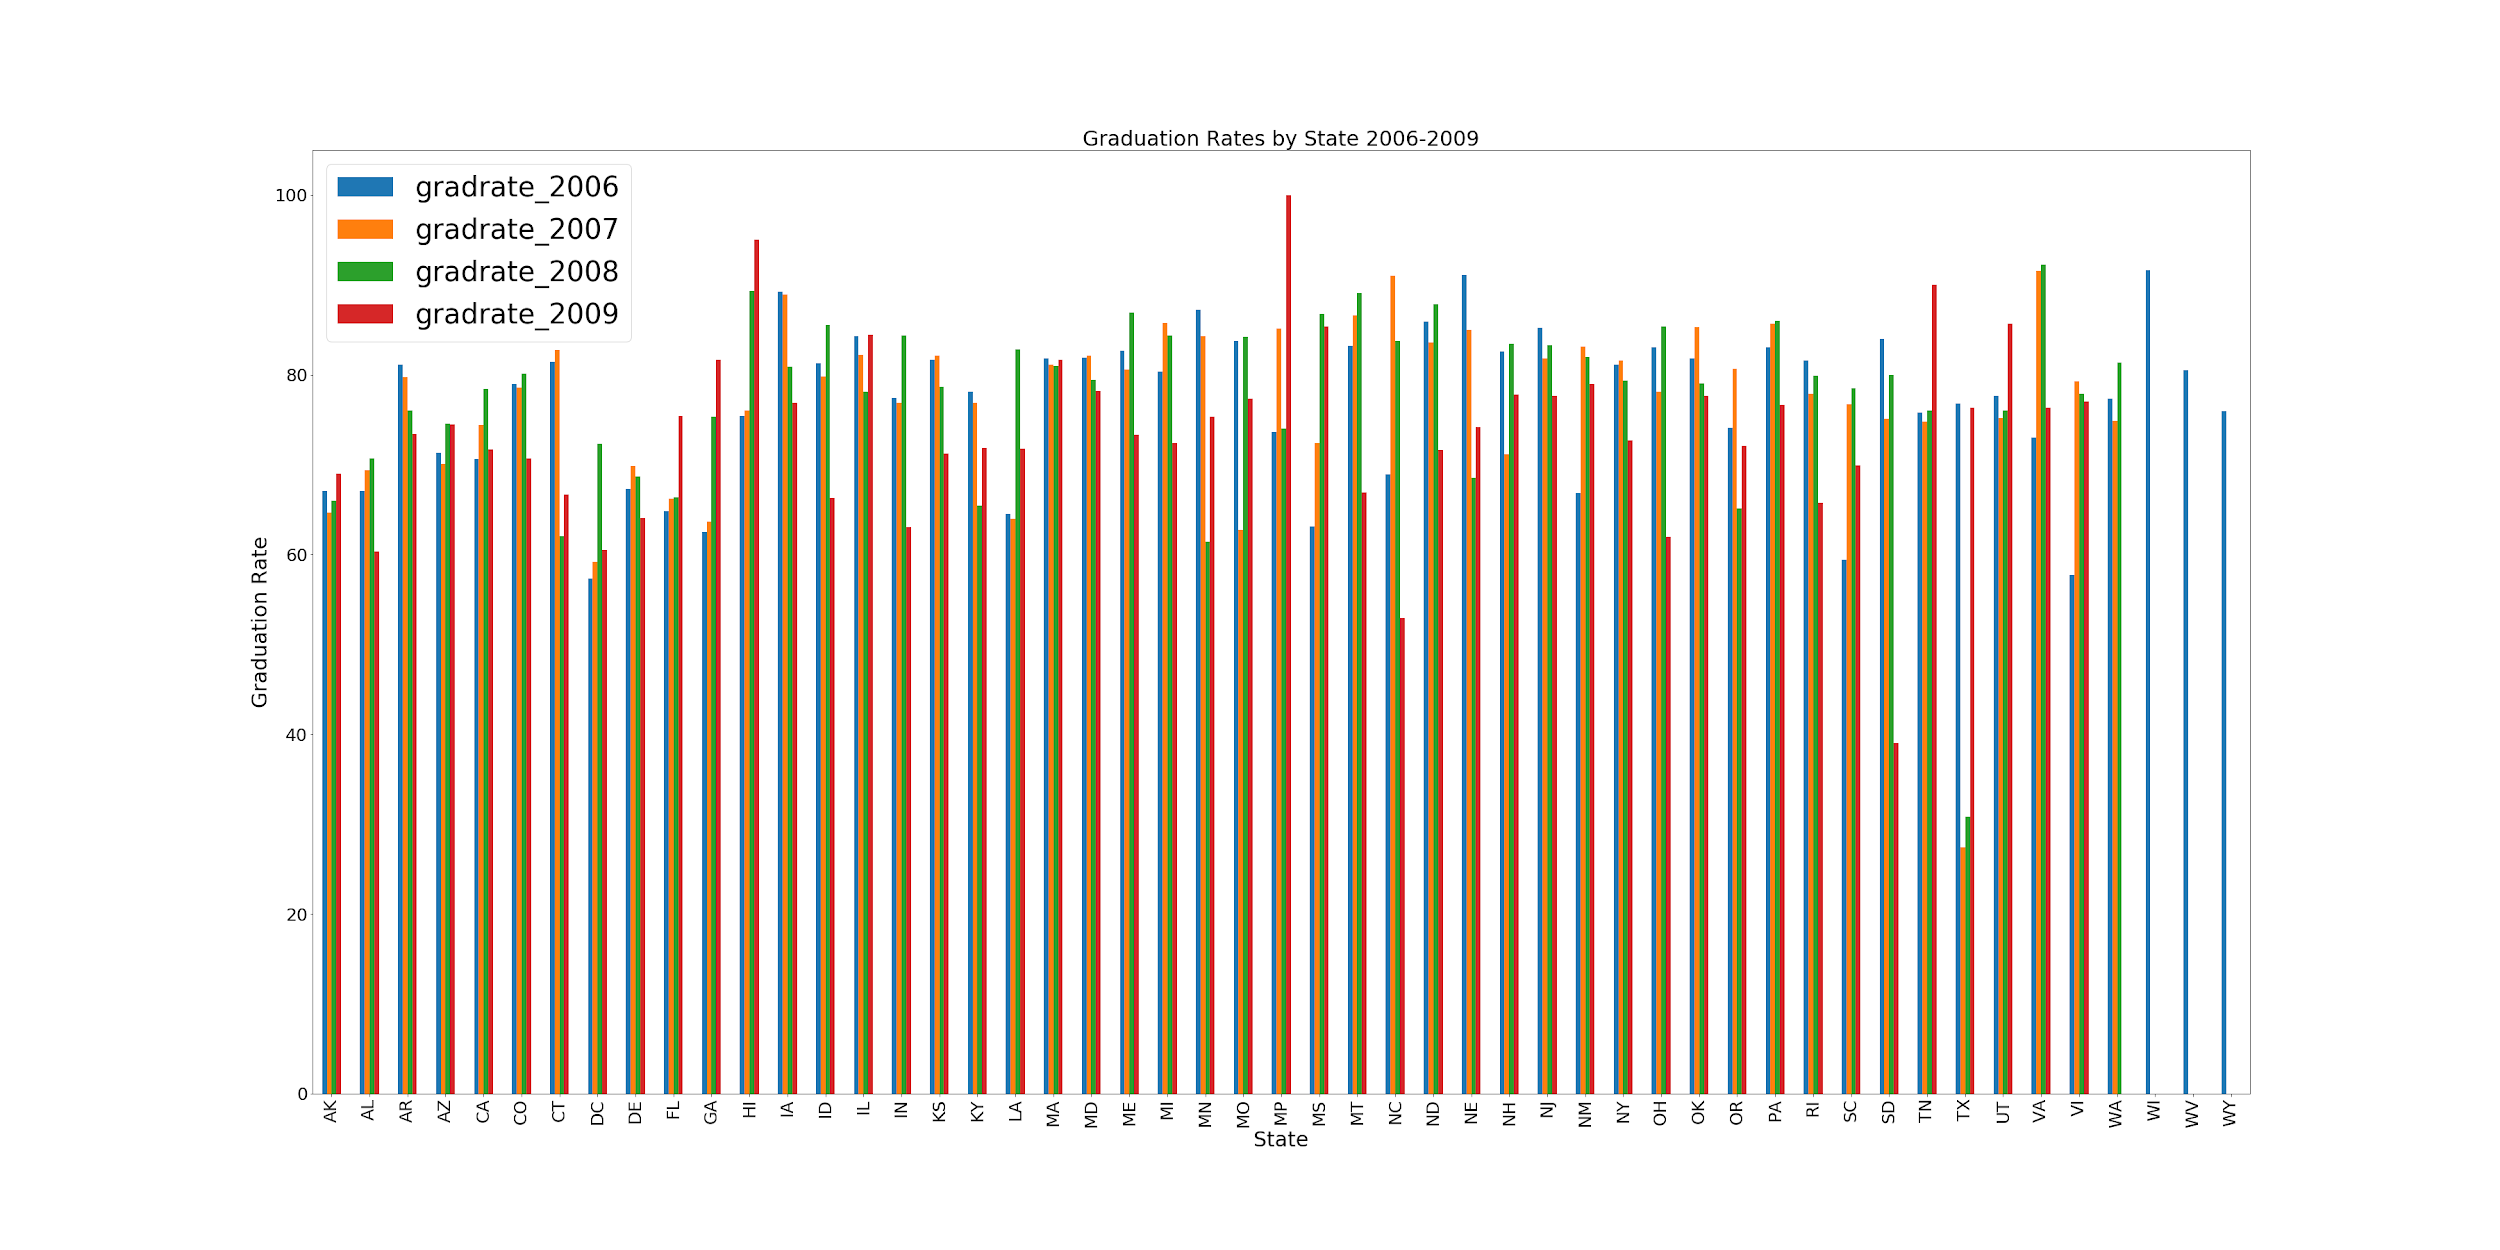 Graduation Rates by State 2006-2009
gradrate_2006
gradrate_2007
gradrate_2008
gradrate_2009
100
80
60
40
20
0
Graduation Rate
AK AL AR AZ CA CO CT DC DE FL GA HI IA ID IL IN KS KY LA MA MD ME MI MN MO MP MS MT NC ND NE NH NJ NM NY OH OK OR PA RI SC SD TN TX UT VA VI WA WI WV WY
State